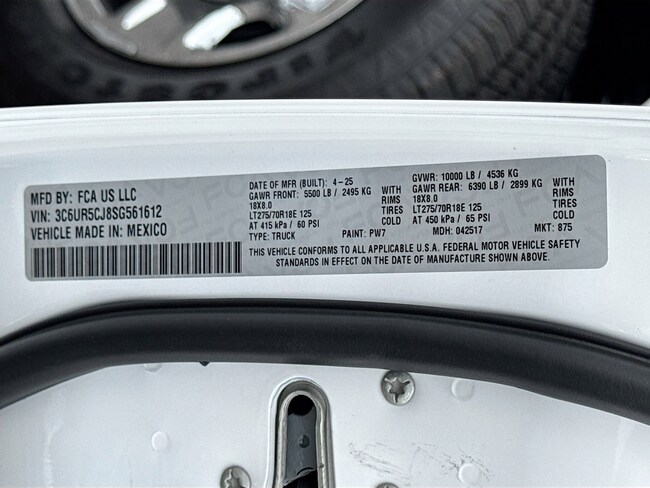 FIRESTO
MFD BY: FCA US LLC
VIN: 3C6UR5CJ8SG561612
VEHICLE MADE IN: MEXICO
DATE OF MFR (BUILT): 4-25
GAWR FRONT: 5500 LB / 2495 KG WITH
18X8.0 RIMS
LT275/70R18E 125 TIRES
AT 415 kPa / 60 PSI COLD
TYPE: TRUCK
GVWR: 10000 LB / 4536 KG
GAWR REAR: 6390 LB / 2899 KG WITH
18X8.0 RIMS
LT275/70R18E 125 TIRES
AT 450 kPa / 65 PSI COLD
PAINT: PW7 MDH: 042517 MKT: 875
THIS VEHICLE CONFORMS TO ALL APPLICABLE U.S.A. FEDERAL MOTOR VEHICLE SAFETY
STANDARDS IN EFFECT ON THE DATE OF MANUFACTURE SHOWN ABOVE.